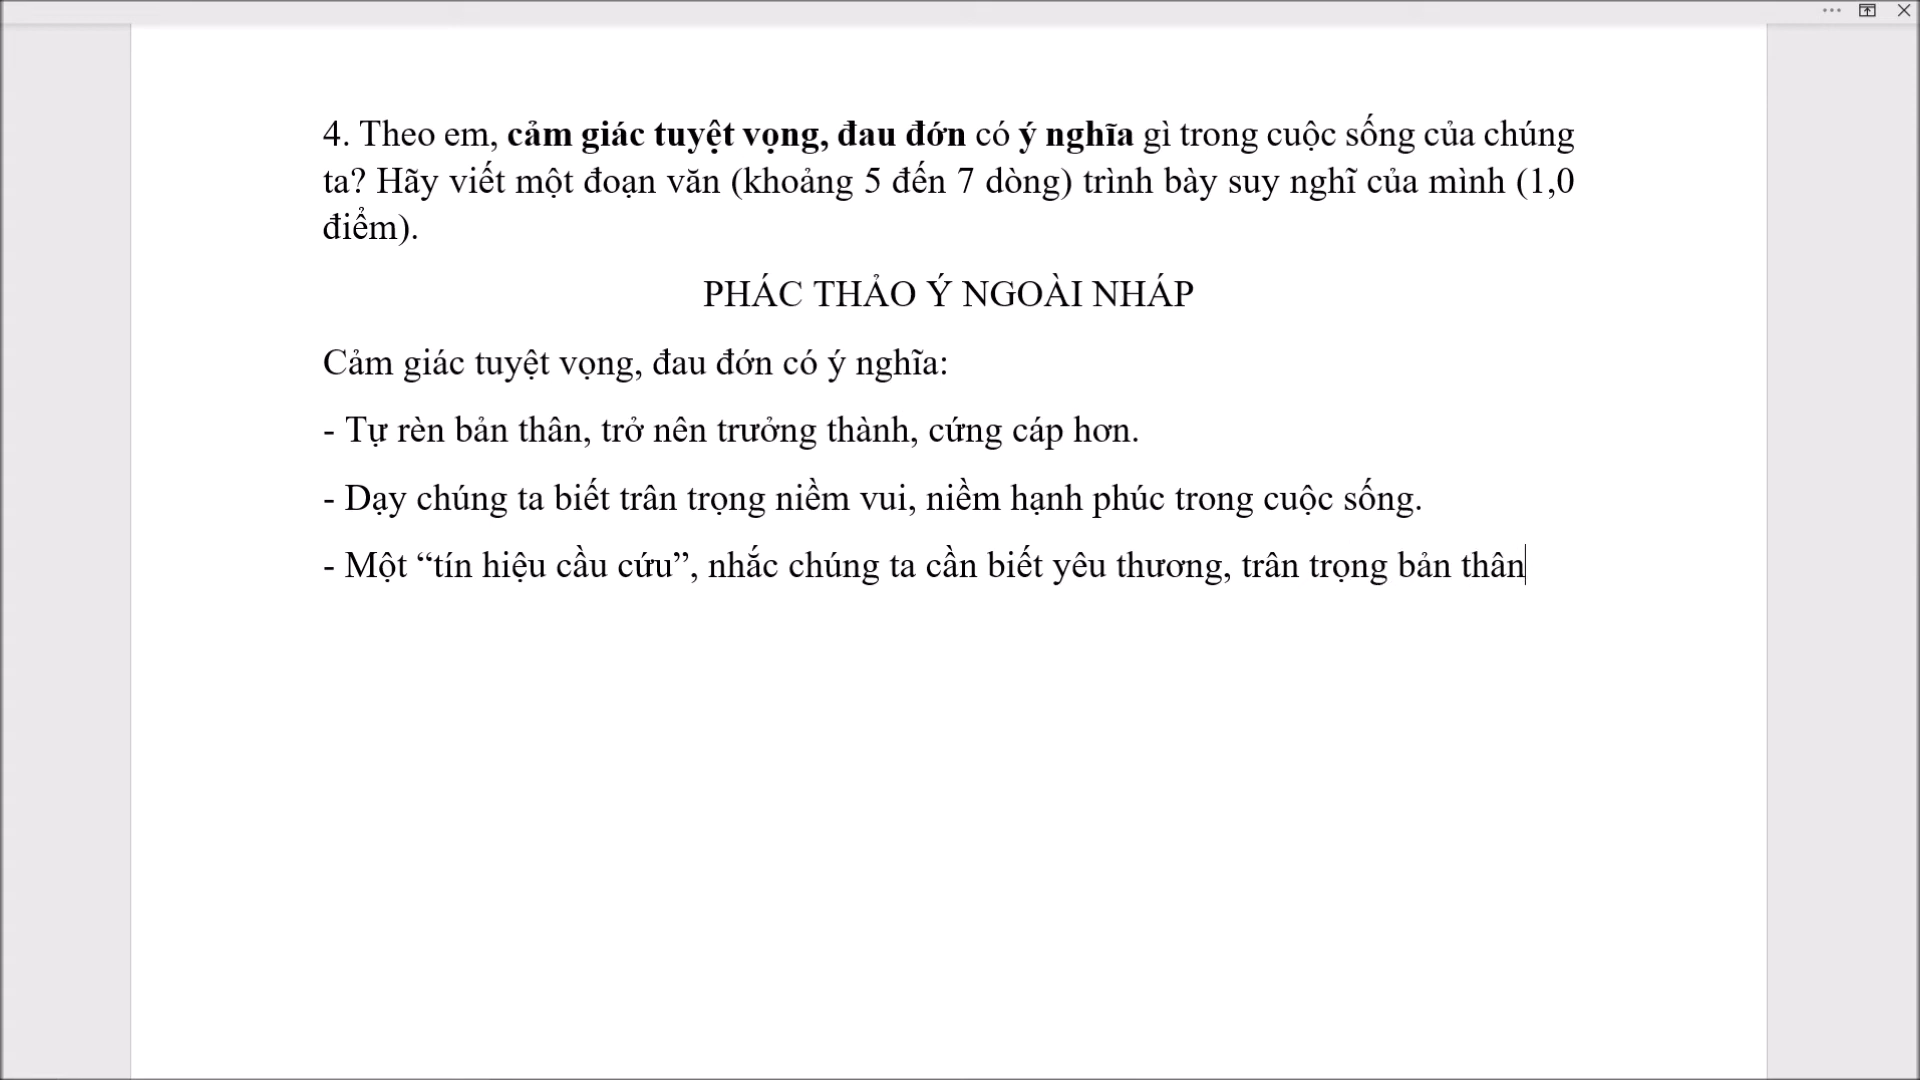 4. Theo em, cảm giác tuyệt vọng, đau đớn có ý nghĩa gì trong cuộc sống của chúng
ta? Hãy viết một đoạn văn (khoảng 5 đến 7 dòng) trình bày suy nghĩ của mình (1,0
điểm).
PHÁC THẢO Ý NGOÀI NHÁP
Cảm giác tuyệt vọng, đau đớn có ý nghĩa:
- Tự rèn bản thân, trở nên trưởng thành, cứng cáp hơn.
- Dạy chúng ta biết trân trọng niềm vui, niềm hạnh phúc trong cuộc sống.
- Một “tín hiệu cầu cứu”, nhắc chúng ta cần biết yêu thương, trân trọng bản thân